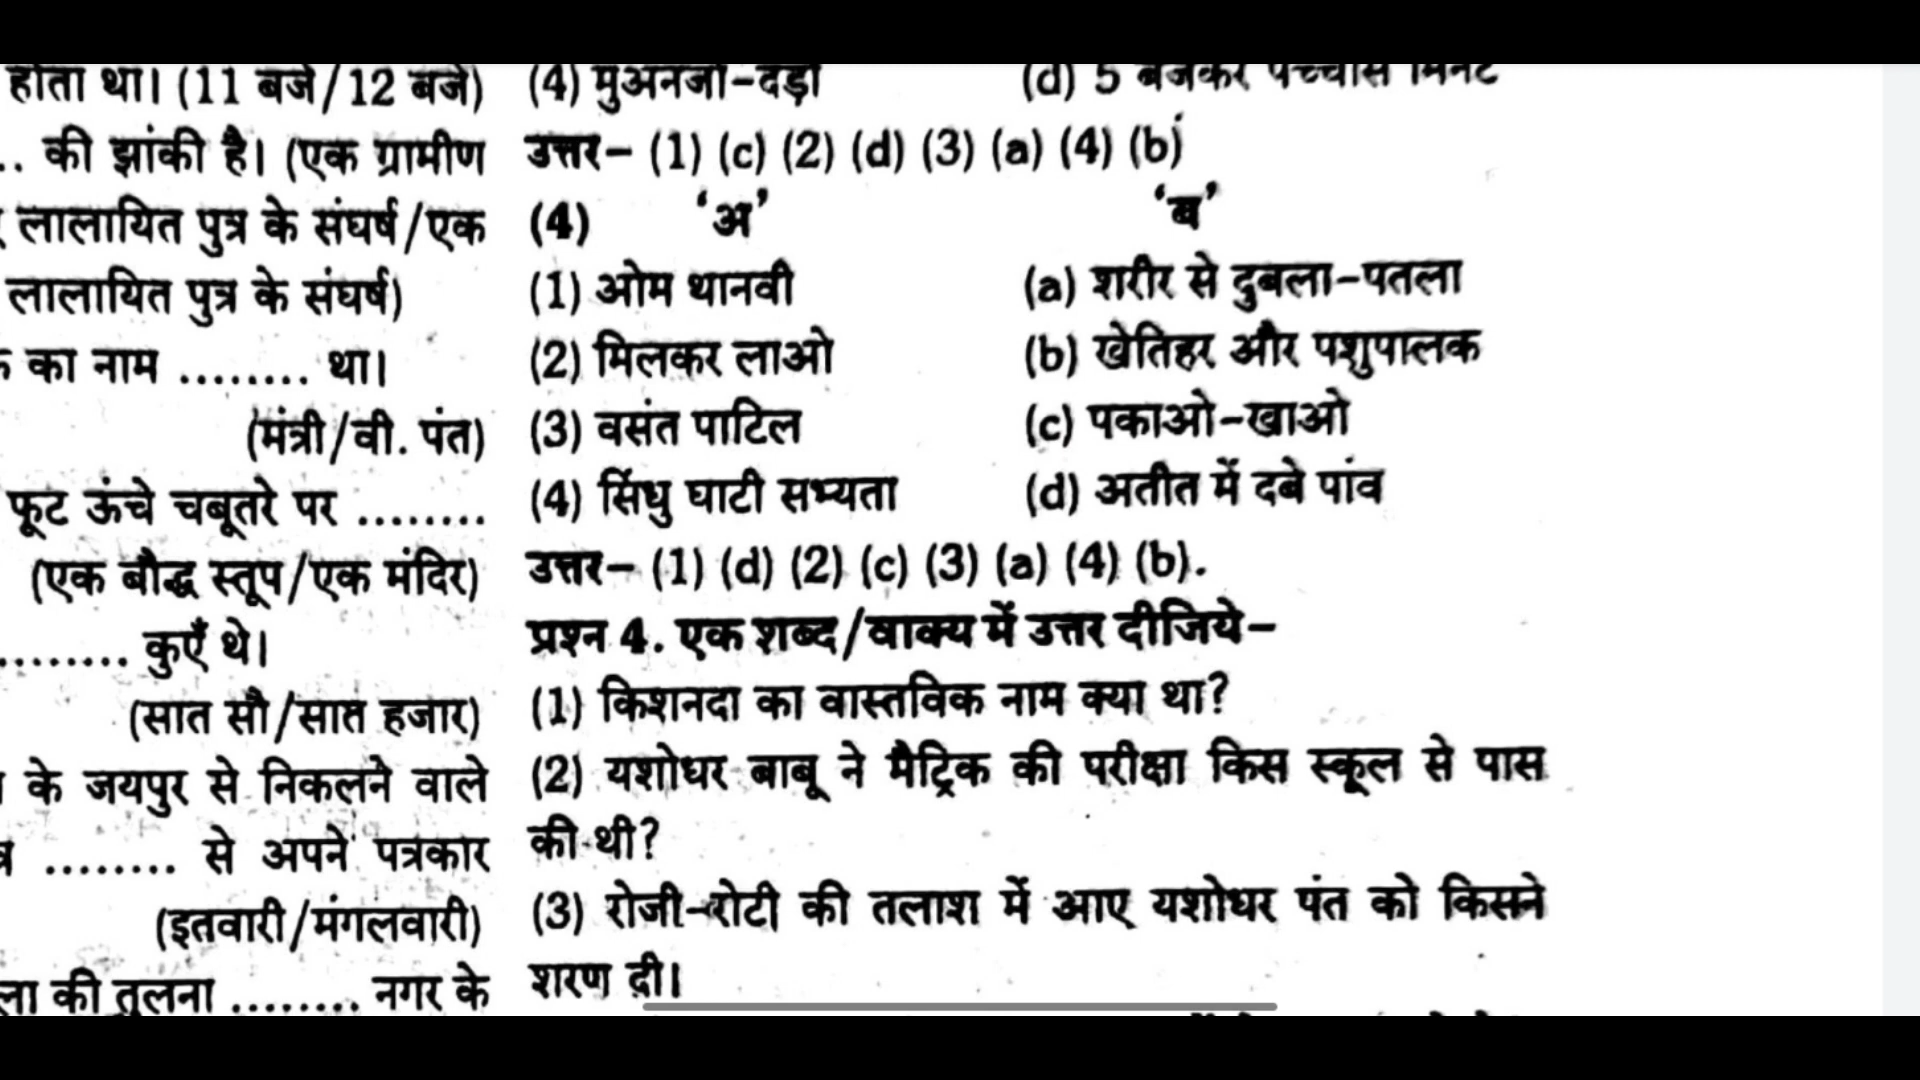 होता था। (11 बजे/12 बजे)
.. की झांकी है। (एक ग्रामीण
लालायित पुत्र के संघर्ष/एक
लालायित पुत्र के संघर्ष)
का नाम ........ था।
(मंत्री/वी. पंत)
फूट ऊंचे चबूतरे पर ........
(एक बौद्ध स्तूप/एक मंदिर)
........ कुएँ थे।
(सात सौ/सात हजार)
के जयपुर से निकलने वाले
........ से अपने पत्रकार
(इतवारी/मंगलवारी)
की तुलना ........ नगर के
(4) मुअनजो-दड़ो (d) 5 बजकर पच्चीस मिनट
उत्तर– (1) (c) (2) (d) (3) (a) (4) (b)
(4) ‘अ’ ‘ब’
(1) ओम थानवी (a) शरीर से दुबला-पतला
(2) मिलकर लाओ (b) खेतिहर और पशुपालक
(3) वसंत पाटिल (c) पकाओ-खाओ
(4) सिंधु घाटी सभ्यता (d) अतीत में दबे पांव
उत्तर– (1) (d) (2) (c) (3) (a) (4) (b).
प्रश्न 4. एक शब्द/वाक्य में उत्तर दीजिये–
(1) किशनदा का वास्तविक नाम क्या था?
(2) यशोधर बाबू ने मैट्रिक की परीक्षा किस स्कूल से पास
की थी?
(3) रोजी-रोटी की तलाश में आए यशोधर पंत को किसने
शरण दी।